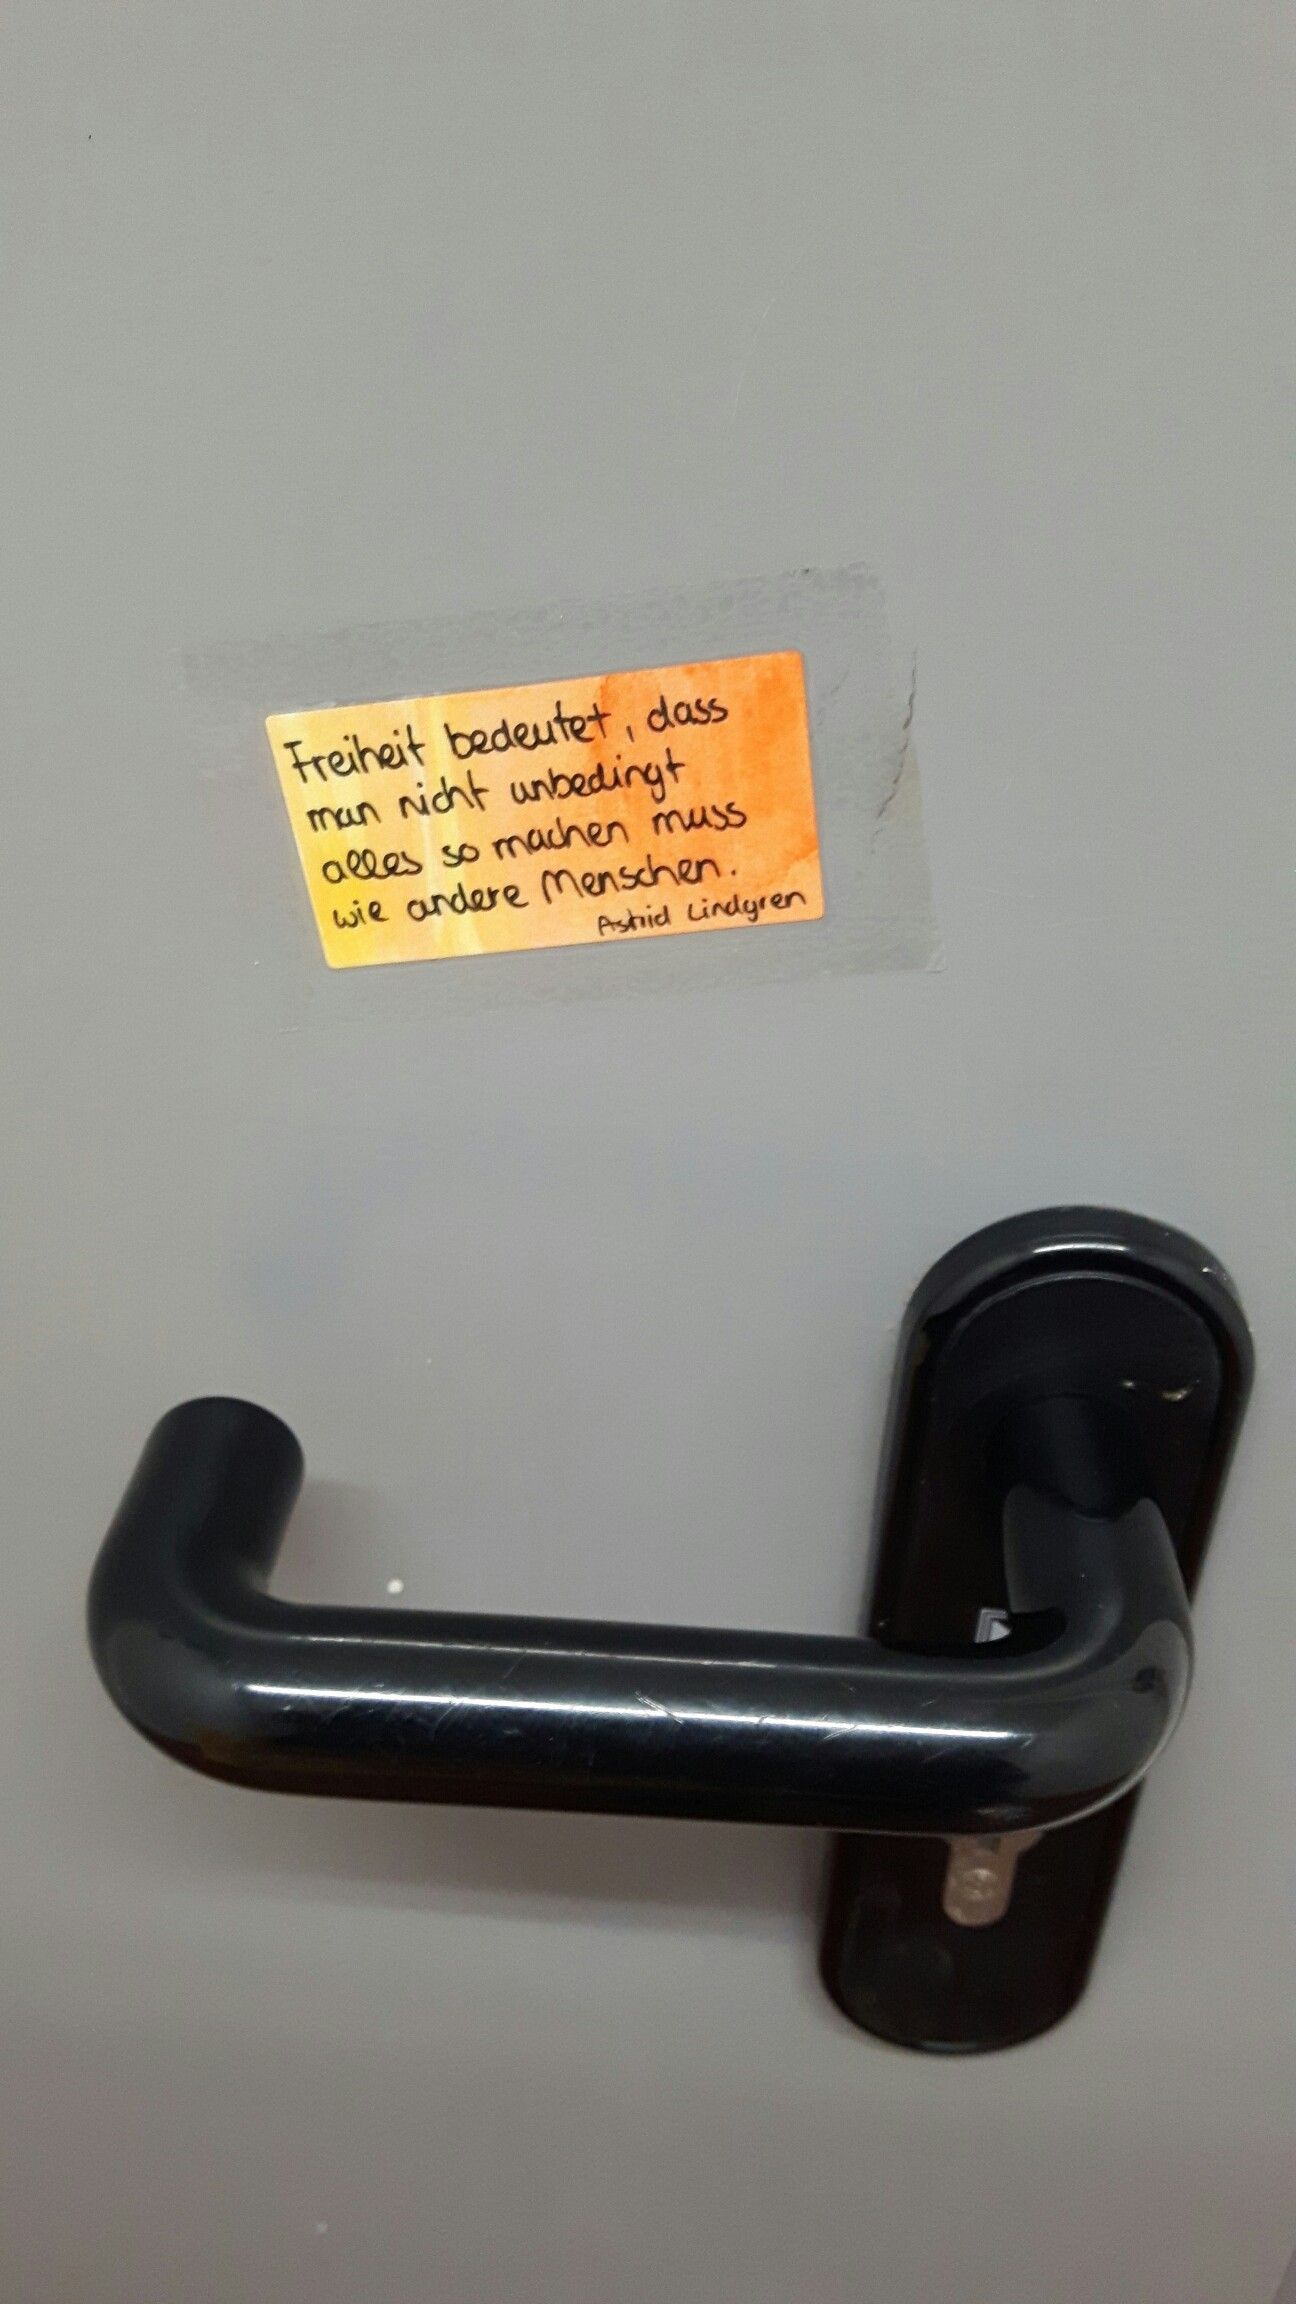 Freiheit bedeutet, dass
man nicht unbedingt
alles so machen muss
wie andere Menschen.
Astrid Lindgren